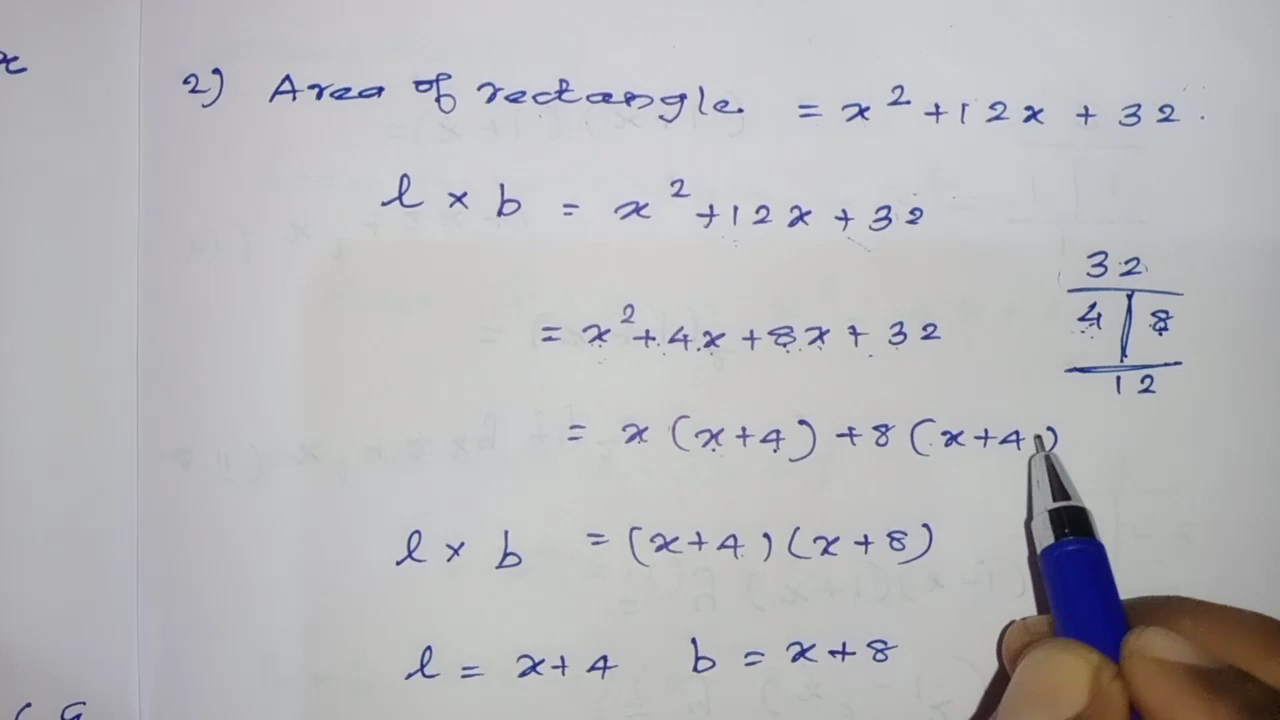 x
2) Area of rectangle = x² + 12x + 32.
l × b = x² + 12x + 32
= x² + 4x + 8x + 32
32
4 | 8
12
= x (x+4) + 8 (x+4)
l × b = (x+4) (x+8)
l = x+4 b = x+8